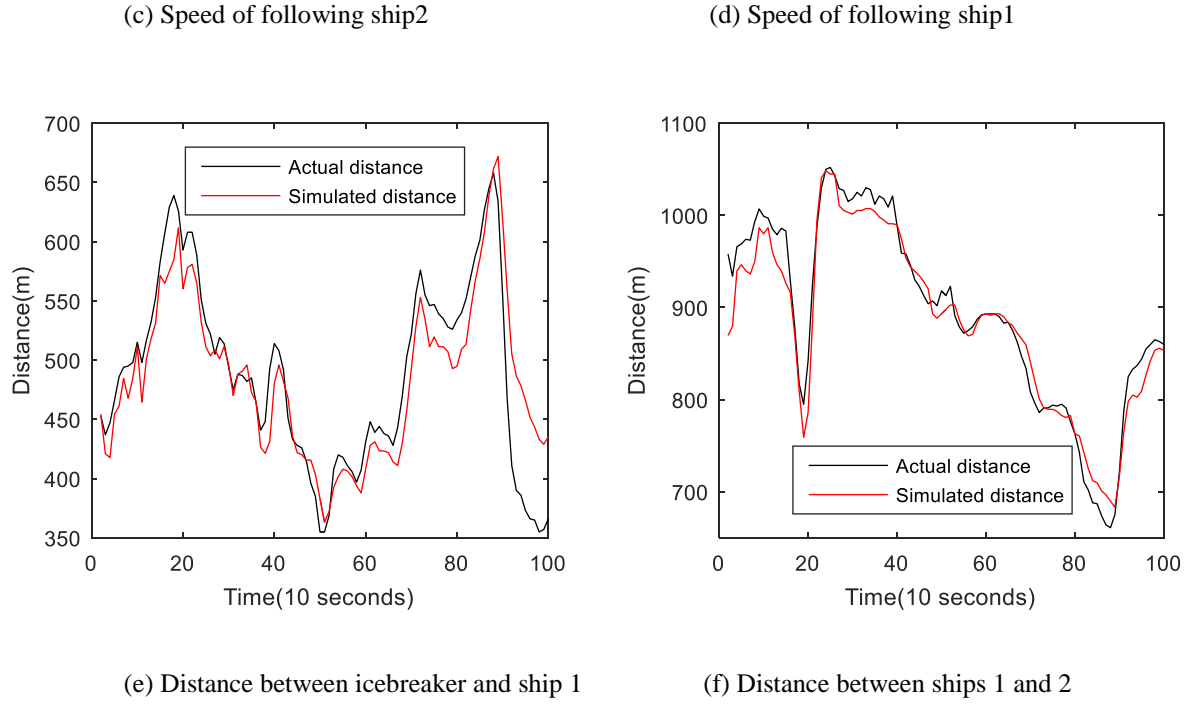 (c) Speed of following ship2
(d) Speed of following ship1
700
650
600
550
500
450
400
350
Distance(m)
Actual distance
Simulated distance
0
20
40
60
80
100
Time(10 seconds)
1100
1000
900
800
700
Distance(m)
Actual distance
Simulated distance
0
20
40
60
80
100
Time(10 seconds)
(e) Distance between icebreaker and ship 1
(f) Distance between ships 1 and 2